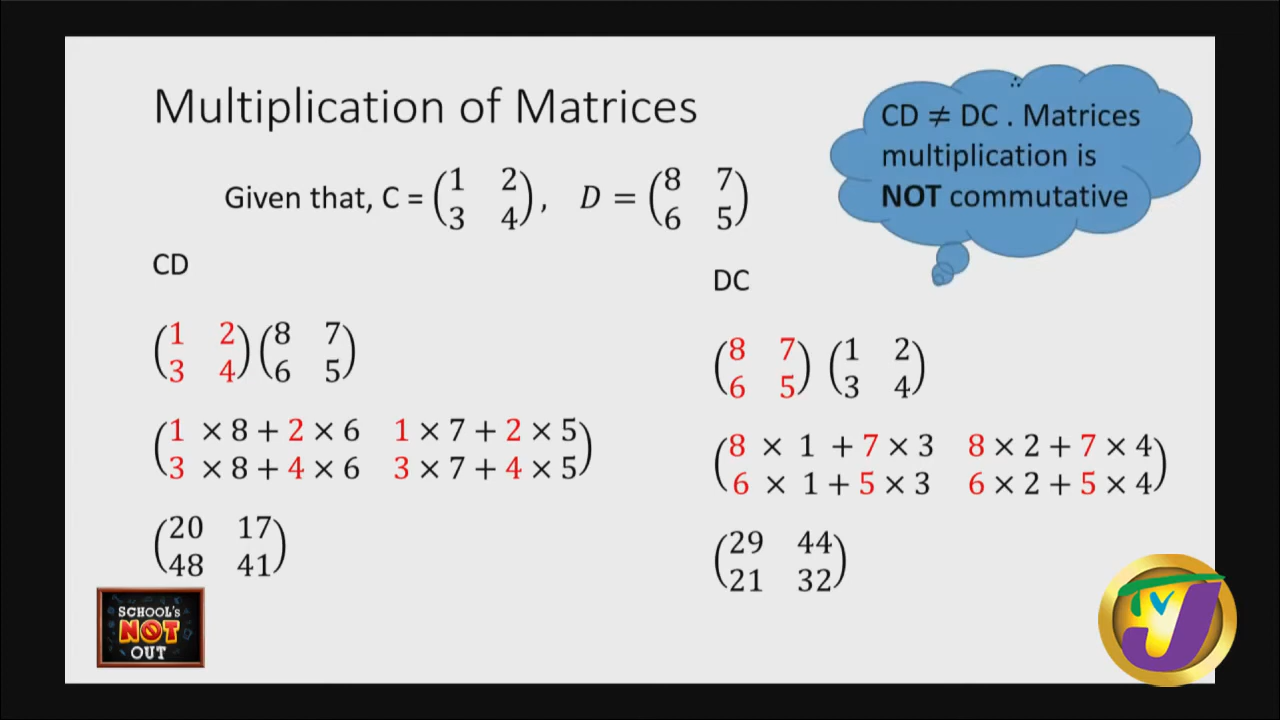 Multiplication of Matrices
CD ≠ DC . Matrices
multiplication is
NOT commutative
Given that, C = (1 2
3 4), D = (8 7
6 5)
CD
(1 2
3 4) (8 7
6 5)
(1 × 8 + 2 × 6 1 × 7 + 2 × 5
3 × 8 + 4 × 6 3 × 7 + 4 × 5)
(20 17
48 41)
DC
(8 7
6 5) (1 2
3 4)
(8 × 1 + 7 × 3 8 × 2 + 7 × 4
6 × 1 + 5 × 3 6 × 2 + 5 × 4)
(29 44
21 32)
SCHOOL'S
NOT
OUT
TVJ